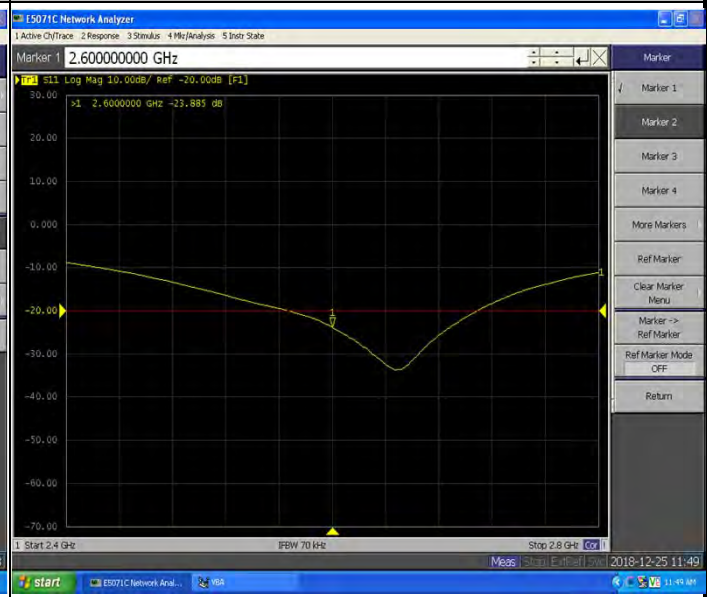 E5071C Network Analyzer
1 Active Ch/Trace 2 Response 3 Stimulus 4 Mkr/Analysis 5 Instr State
Marker 1 2.600000000 GHz
Tr1 S11 Log Mag 10.00dB/ Ref -20.00dB [F1]
>1 2.6000000 GHz -23.885 dB
30.00
20.00
10.00
0.000
-10.00
-20.00
-30.00
-40.00
-50.00
-60.00
-70.00
1
1
Marker
Marker 1
Marker 2
Marker 3
Marker 4
More Markers
Ref Marker
Clear Marker
Menu
Marker ->
Ref Marker
Ref Marker Mode
OFF
Return
1 Start 2.4 GHz IFBW 70 kHz Stop 2.8 GHz Cor !
Meas Stop ExtRef Svc 2018-12-25 11:49
start E5071C Network Anal... VBA 11:49 AM